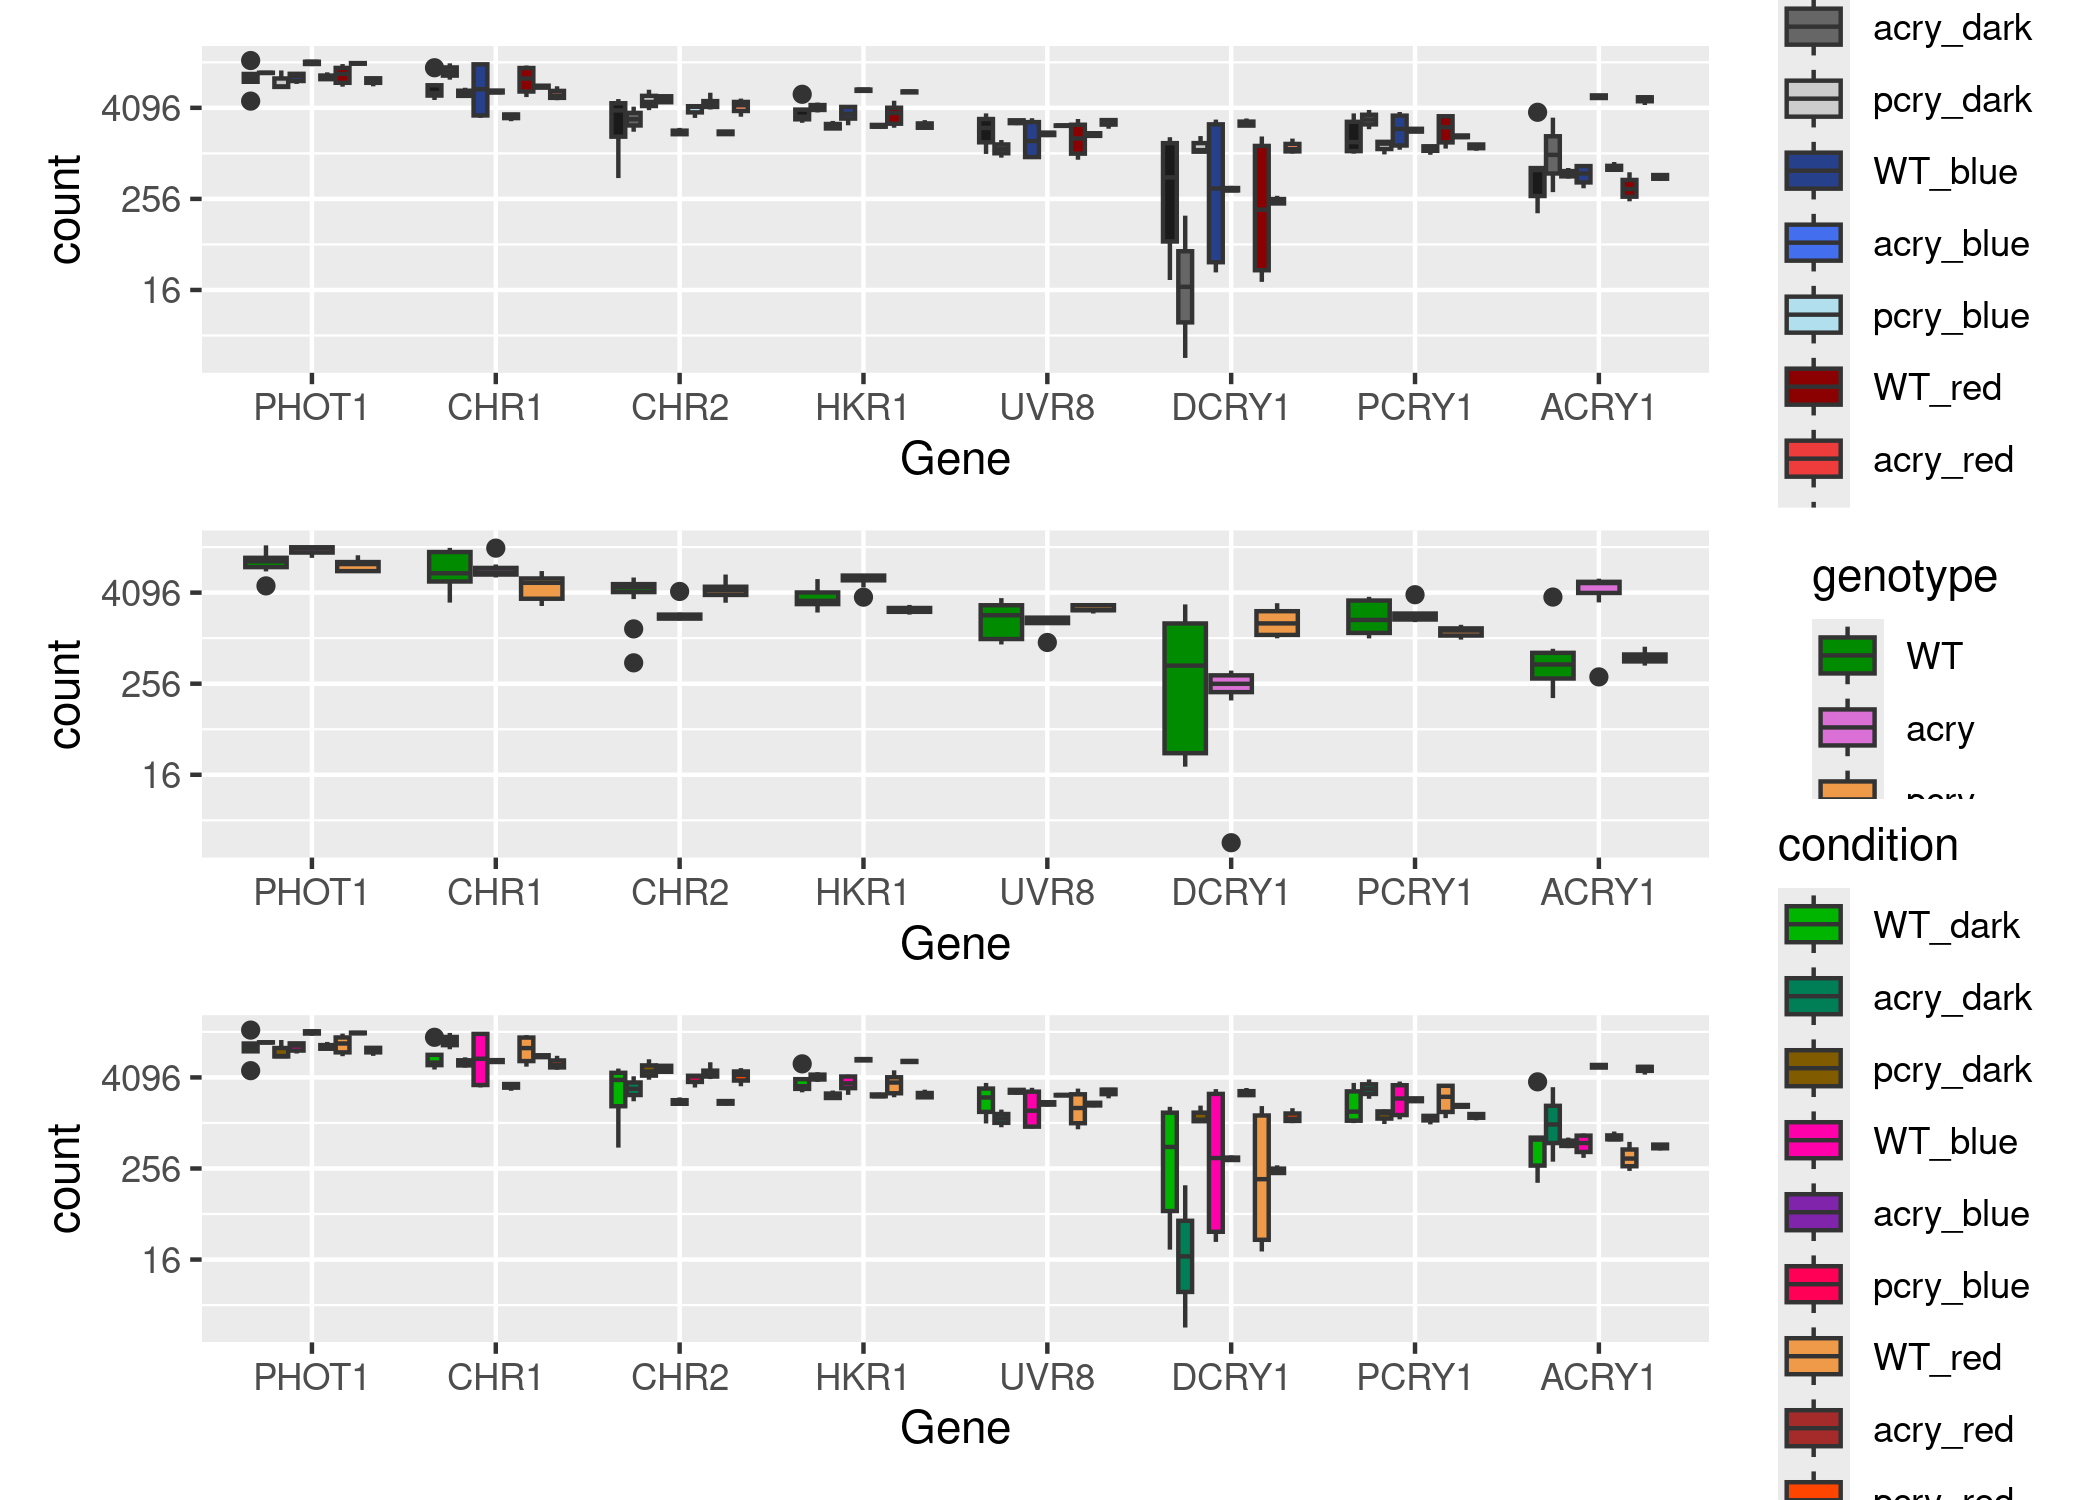 count
4096
256
16
PHOT1 CHR1 CHR2 HKR1 UVR8 DCRY1 PCRY1 ACRY1
Gene
acry_dark
pcry_dark
WT_blue
acry_blue
pcry_blue
WT_red
acry_red
count
4096
256
16
PHOT1 CHR1 CHR2 HKR1 UVR8 DCRY1 PCRY1 ACRY1
Gene
genotype
WT
acry
pcry
count
4096
256
16
PHOT1 CHR1 CHR2 HKR1 UVR8 DCRY1 PCRY1 ACRY1
Gene
condition
WT_dark
acry_dark
pcry_dark
WT_blue
acry_blue
pcry_blue
WT_red
acry_red
pcry_red